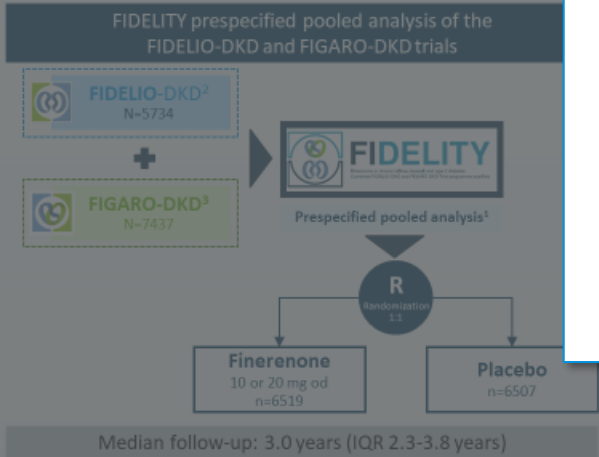 FIDELITY prespecified pooled analysis of the
FIDELIO-DKD and FIGARO-DKD trials
FIDELIO-DKD²
N=5734
FIGARO-DKD³
N=7437
FIDELITY
Prespecified pooled analysis¹
R
Randomization
1:1
Finerenone
10 or 20 mg od
n=6519
Placebo
n=6507
Median follow-up: 3.0 years (IQR 2.3-3.8 years)